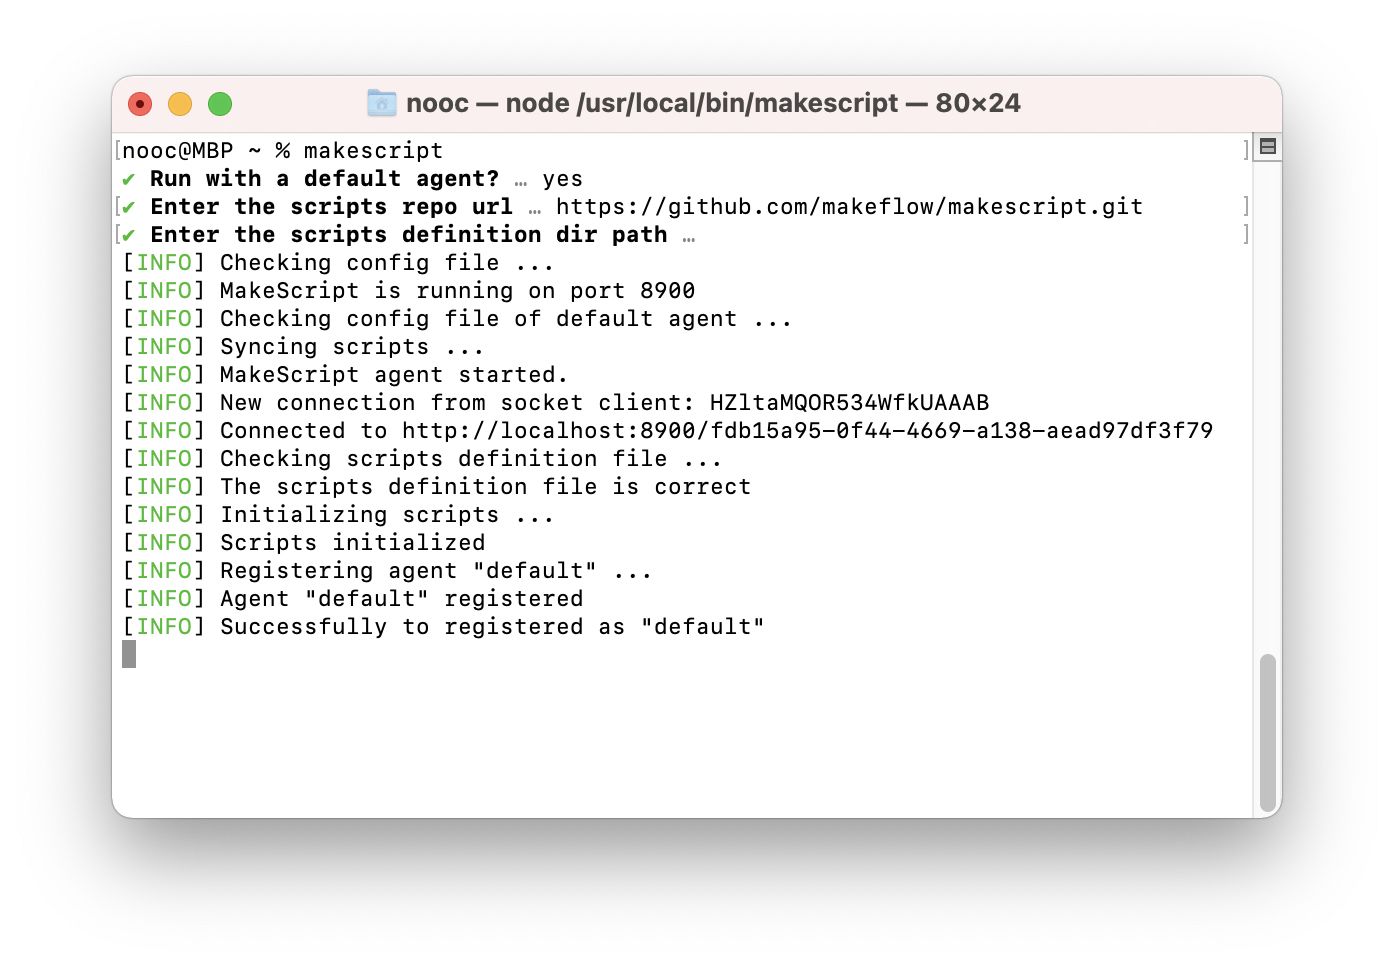 nooc — node /usr/local/bin/makescript — 80×24
[nooc@MBP ~ % makescript ]
✔ Run with a default agent? … yes
[✔ Enter the scripts repo url … https://github.com/makeflow/makescript.git ]
[✔ Enter the scripts definition dir path … ]
[INFO] Checking config file ...
[INFO] MakeScript is running on port 8900
[INFO] Checking config file of default agent ...
[INFO] Syncing scripts ...
[INFO] MakeScript agent started.
[INFO] New connection from socket client: HZltaMQOR534WfkUAAAB
[INFO] Connected to http://localhost:8900/fdb15a95-0f44-4669-a138-aead97df3f79
[INFO] Checking scripts definition file ...
[INFO] The scripts definition file is correct
[INFO] Initializing scripts ...
[INFO] Scripts initialized
[INFO] Registering agent "default" ...
[INFO] Agent "default" registered
[INFO] Successfully to registered as "default"